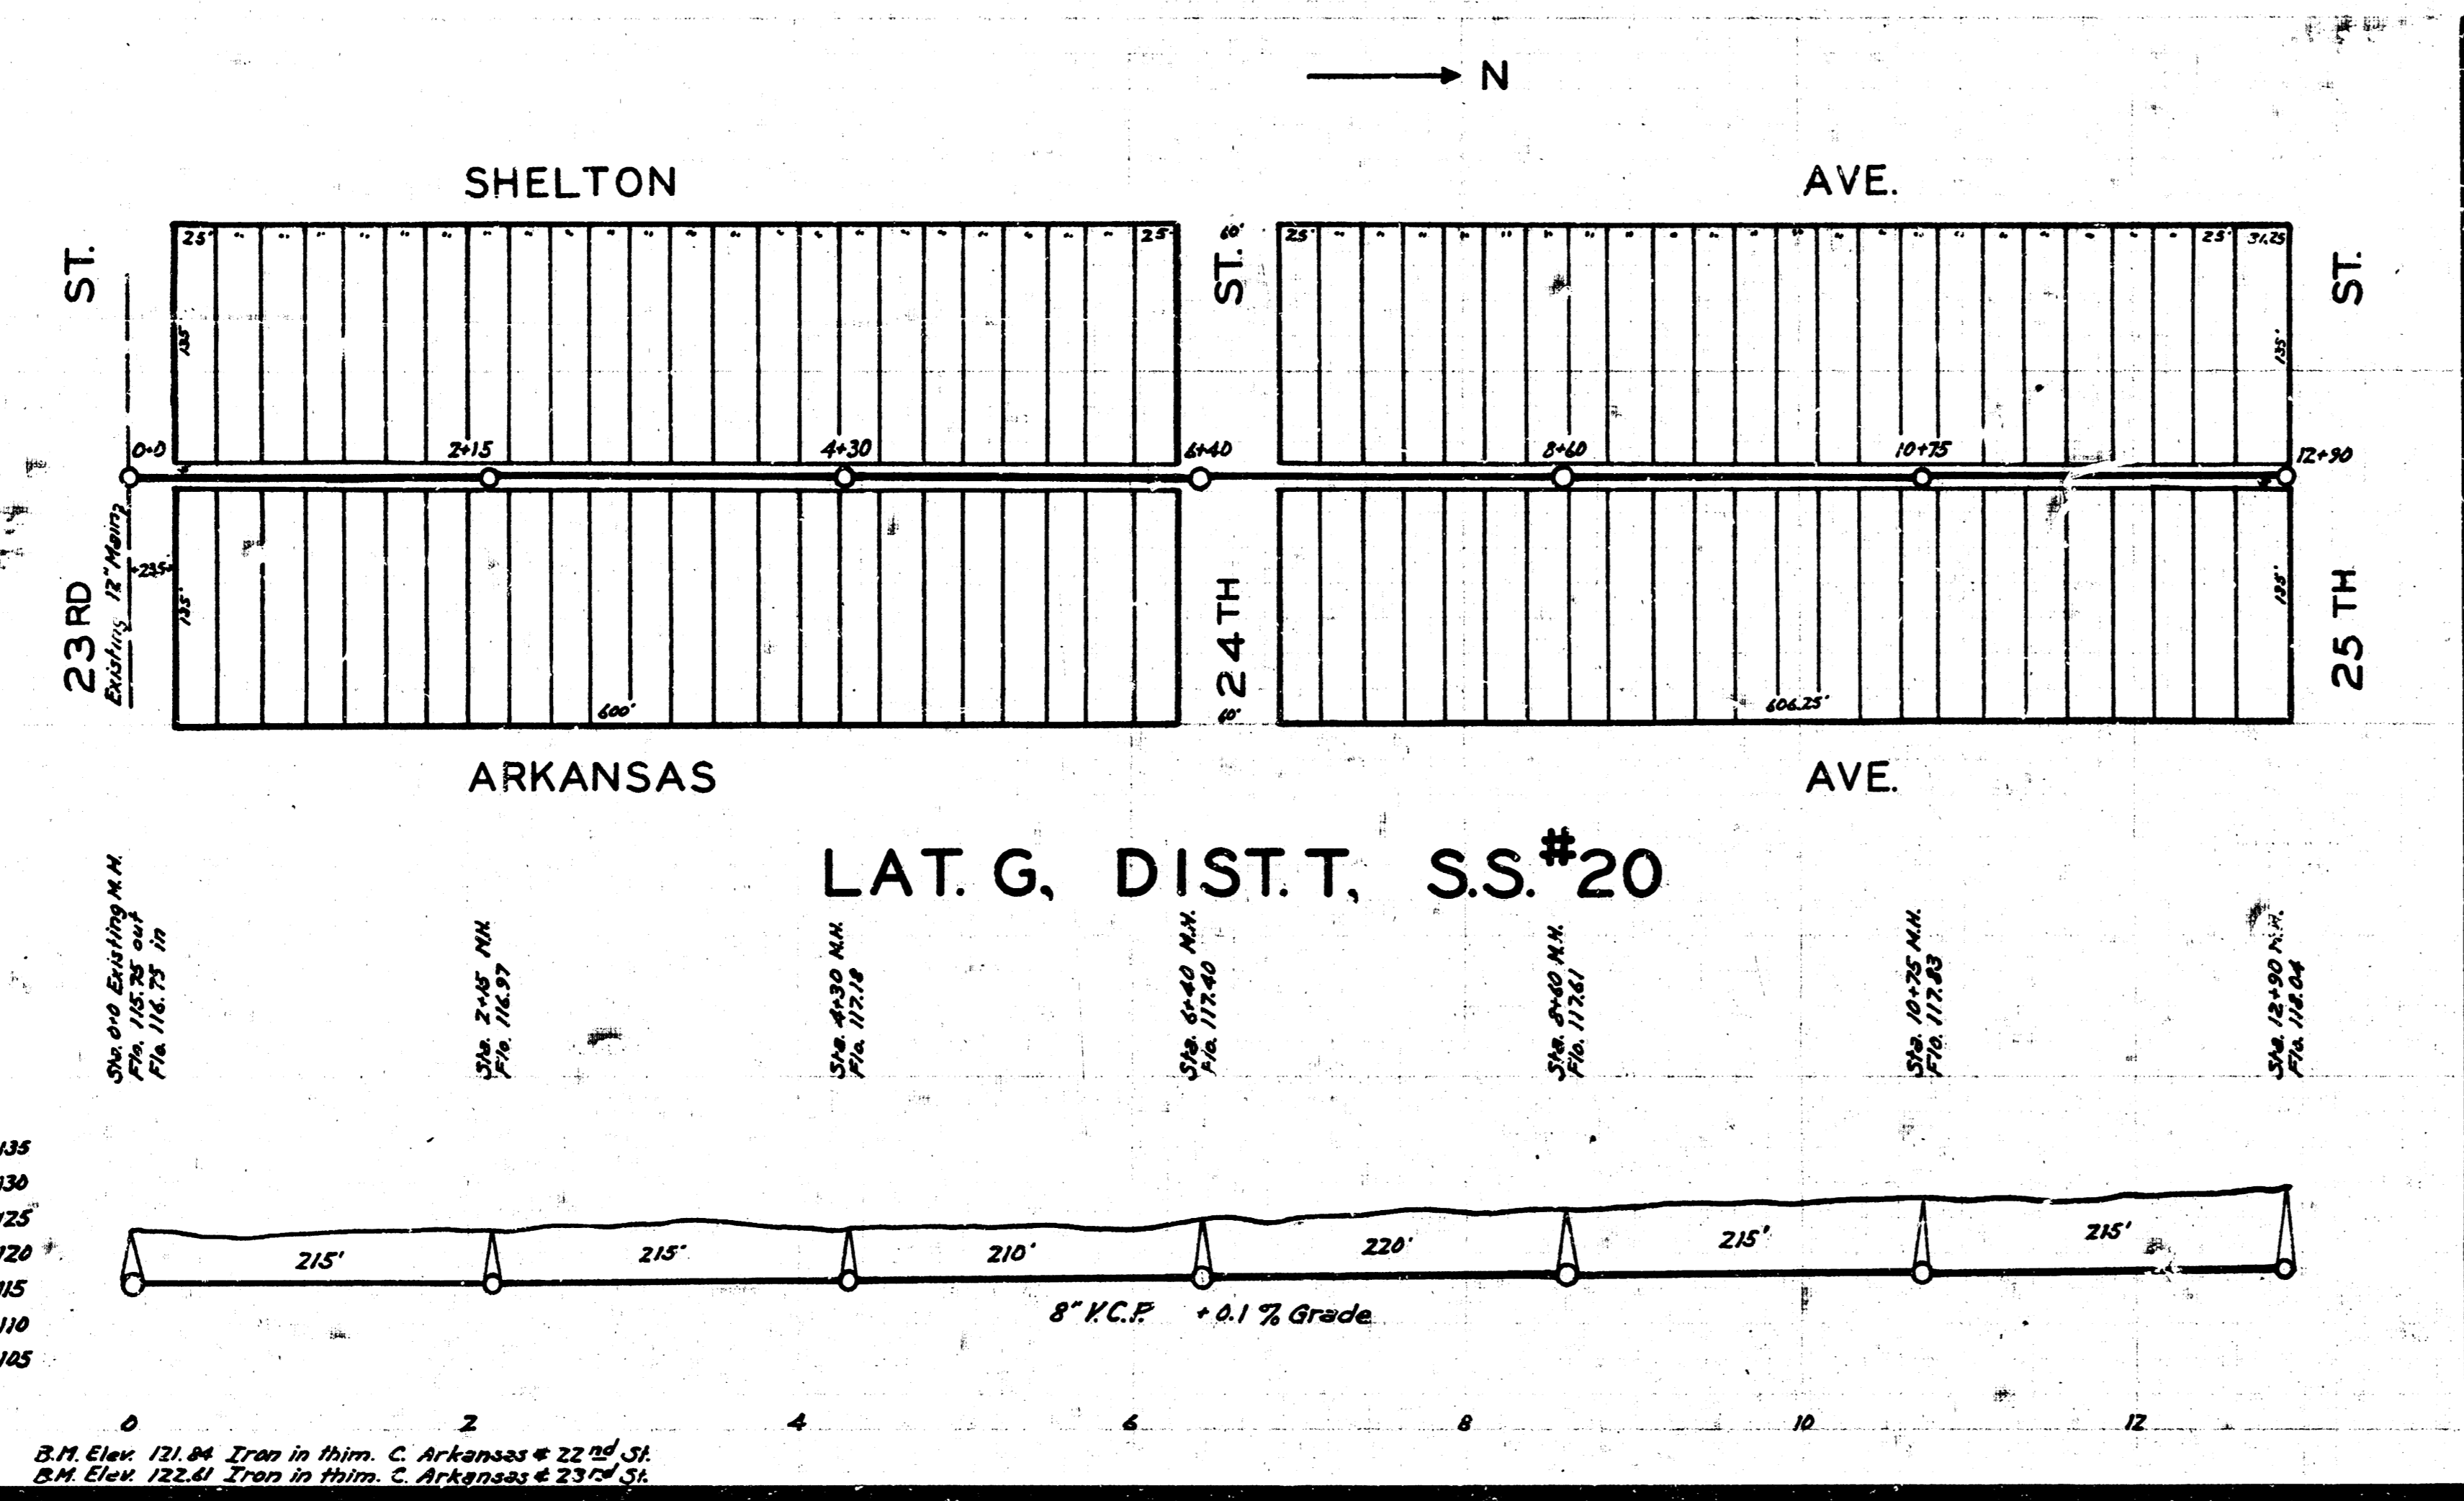 N
SHELTON AVE.
ST. ST. ST.
25' " " " " " " " " " " " " " " " " " " " " " " 25' 60' 25' " " " " " " " " " " " " " " " " " " " " " 25' 31.25
135' 135'
0+0 2+15 4+30 6+40 8+60 10+75 12+90
Existing 12" Main
23.5
135' 135'
23RD 24TH 25TH
600' 60' 606.25'
ARKANSAS AVE.
LAT. G, DIST. T, S.S. #20
Sta. 0+0 Existing M.H.
Flo. 115.75 out
Flo. 116.75 in
Sta. 2+15 M.H.
Flo. 116.97
Sta. 4+30 M.H.
Flo. 117.18
Sta. 6+40 M.H.
Flo. 117.40
Sta. 8+60 M.H.
Flo. 117.61
Sta. 10+75 M.H.
Flo. 117.83
Sta. 12+90 M.H.
Flo. 118.04
135
130
125
120
115
110
105
215' 215' 210' 220' 215' 215'
8" V.C.P. +0.1% Grade
0 2 4 6 8 10 12
B.M. Elev. 121.84 Iron in thim. C. Arkansas & 22nd St.
B.M. Elev. 122.61 Iron in thim. C. Arkansas & 23rd St.